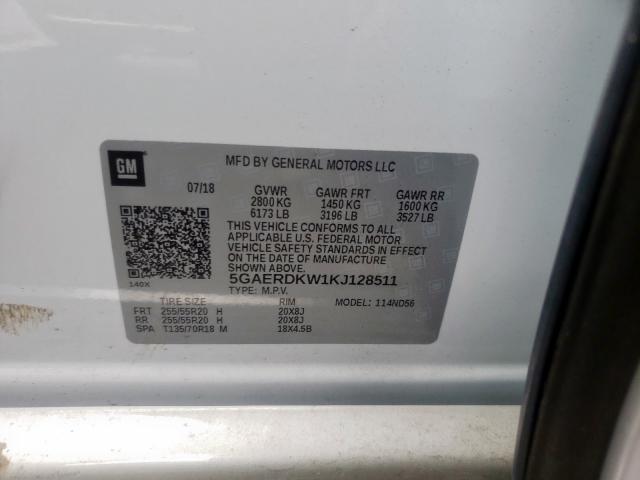 GM
MFD BY GENERAL MOTORS LLC
07/18 GVWR GAWR FRT GAWR RR
2800 KG 1450 KG 1600 KG
6173 LB 3196 LB 3527 LB
THIS VEHICLE CONFORMS TO ALL
APPLICABLE U.S. FEDERAL MOTOR
VEHICLE SAFETY STANDARDS IN EFFECT
ON THE DATE OF MANUFACTURE
SHOWN ABOVE.
140X 5GAERDKW1KJ128511
TYPE: M.P.V. MODEL: 114ND56
TIRE SIZE RIM
FRT 255/55R20 H 20X8J
RR 255/55R20 H 20X8J
SPA T135/70R18 M 18X4.5B